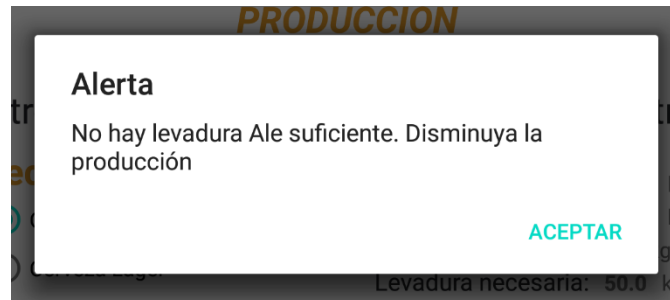 PRODUCCION
Alerta
No hay levadura Ale suficiente. Disminuya la
producción
ACEPTAR
Levadura necesaria: 50.0